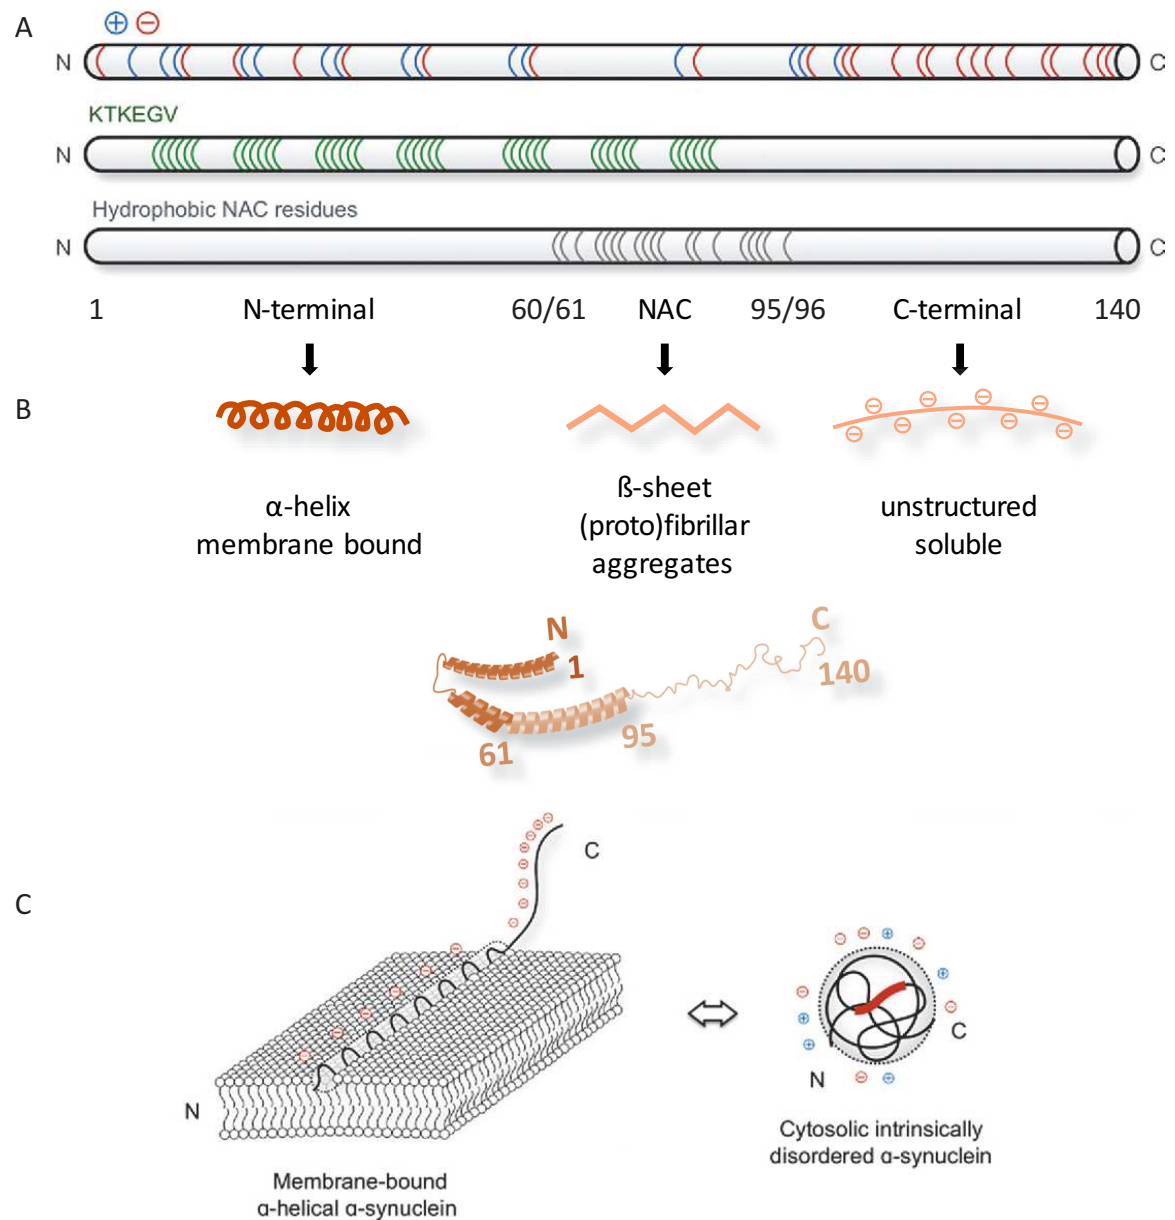 A
+ −
N C
KTKEGV
N C
Hydrophobic NAC residues
N C
1 N-terminal 60/61 NAC 95/96 C-terminal 140
B
α-helix
membrane bound
ß-sheet
(proto)fibrillar
aggregates
unstructured
soluble
N
1
C
140
61
95
C
C
N
Membrane-bound
α-helical α-synuclein
C
N
Cytosolic intrinsically
disordered α-synuclein